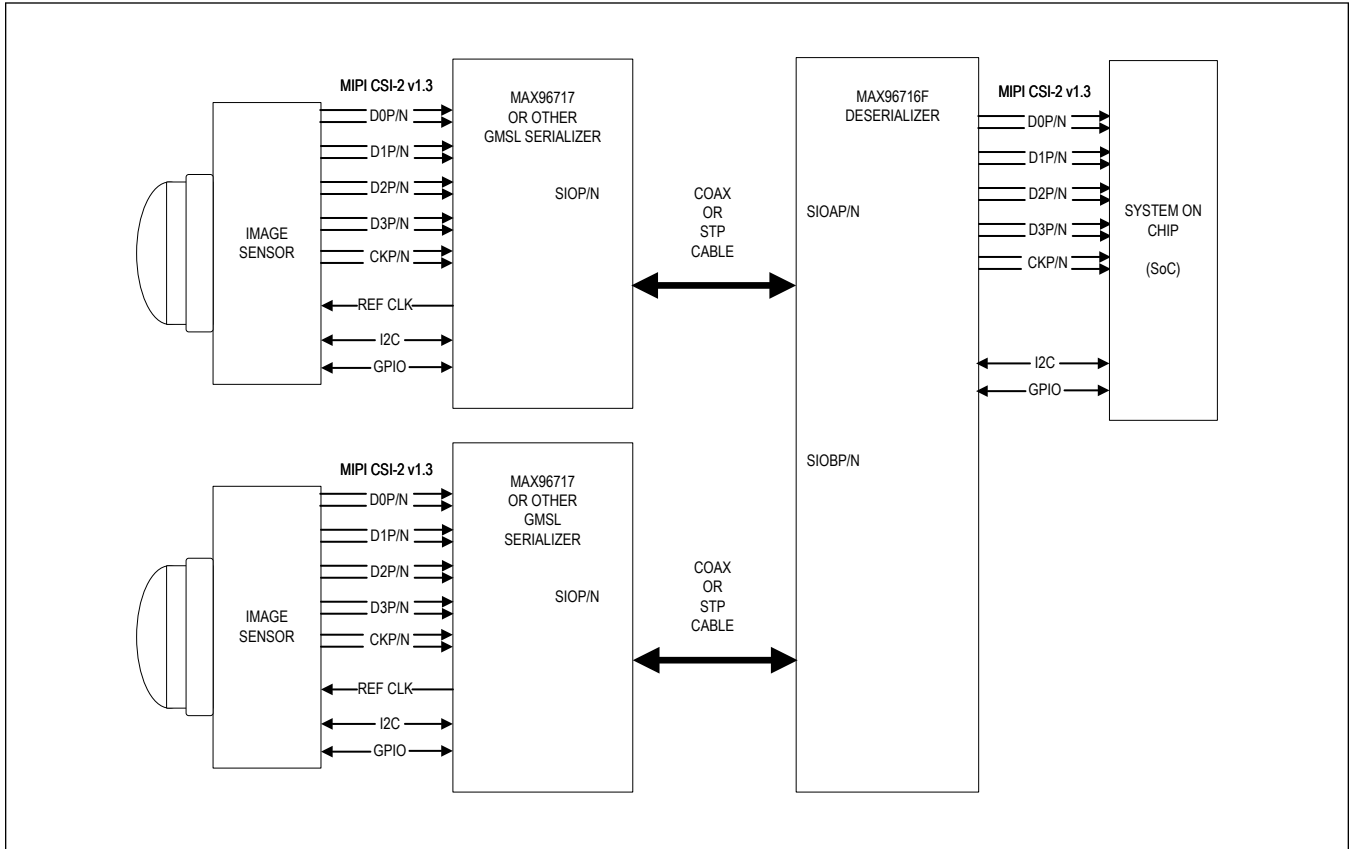 MIPI CSI-2 v1.3
D0P/N
D1P/N
D2P/N
D3P/N
CKP/N
REF CLK
I2C
GPIO
IMAGE
SENSOR
MAX96717
OR OTHER
GMSL SERIALIZER
SIOP/N
COAX
OR
STP
CABLE
MAX96716F
DESERIALIZER
SIOAP/N
SIOBP/N
MIPI CSI-2 v1.3
D0P/N
D1P/N
D2P/N
D3P/N
CKP/N
I2C
GPIO
SYSTEM ON
CHIP
(SoC)
MIPI CSI-2 v1.3
D0P/N
D1P/N
D2P/N
D3P/N
CKP/N
REF CLK
I2C
GPIO
IMAGE
SENSOR
MAX96717
OR OTHER
GMSL
SERIALIZER
SIOP/N
COAX
OR
STP
CABLE